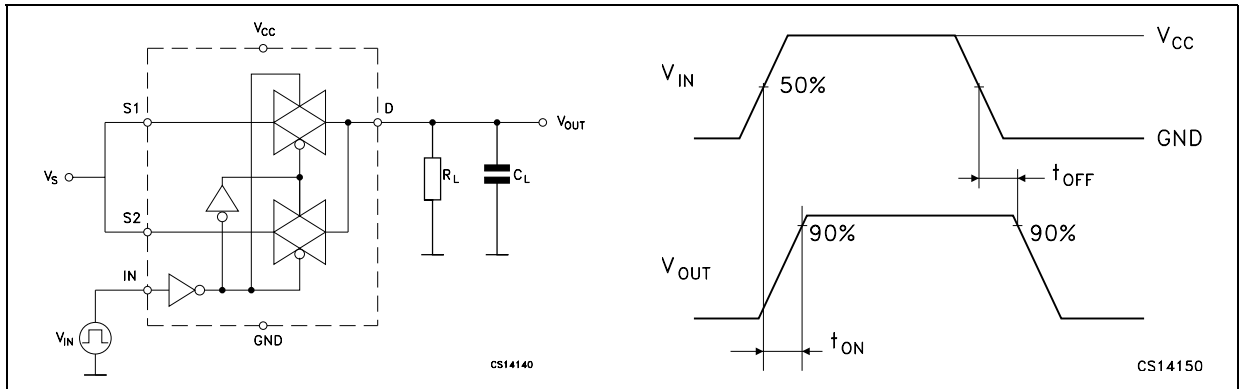 VCC
S1
D
VOUT
VS
RL
CL
S2
IN
VIN
GND
CS14140
VCC
VIN
50%
GND
tOFF
90%
90%
VOUT
tON
CS14150